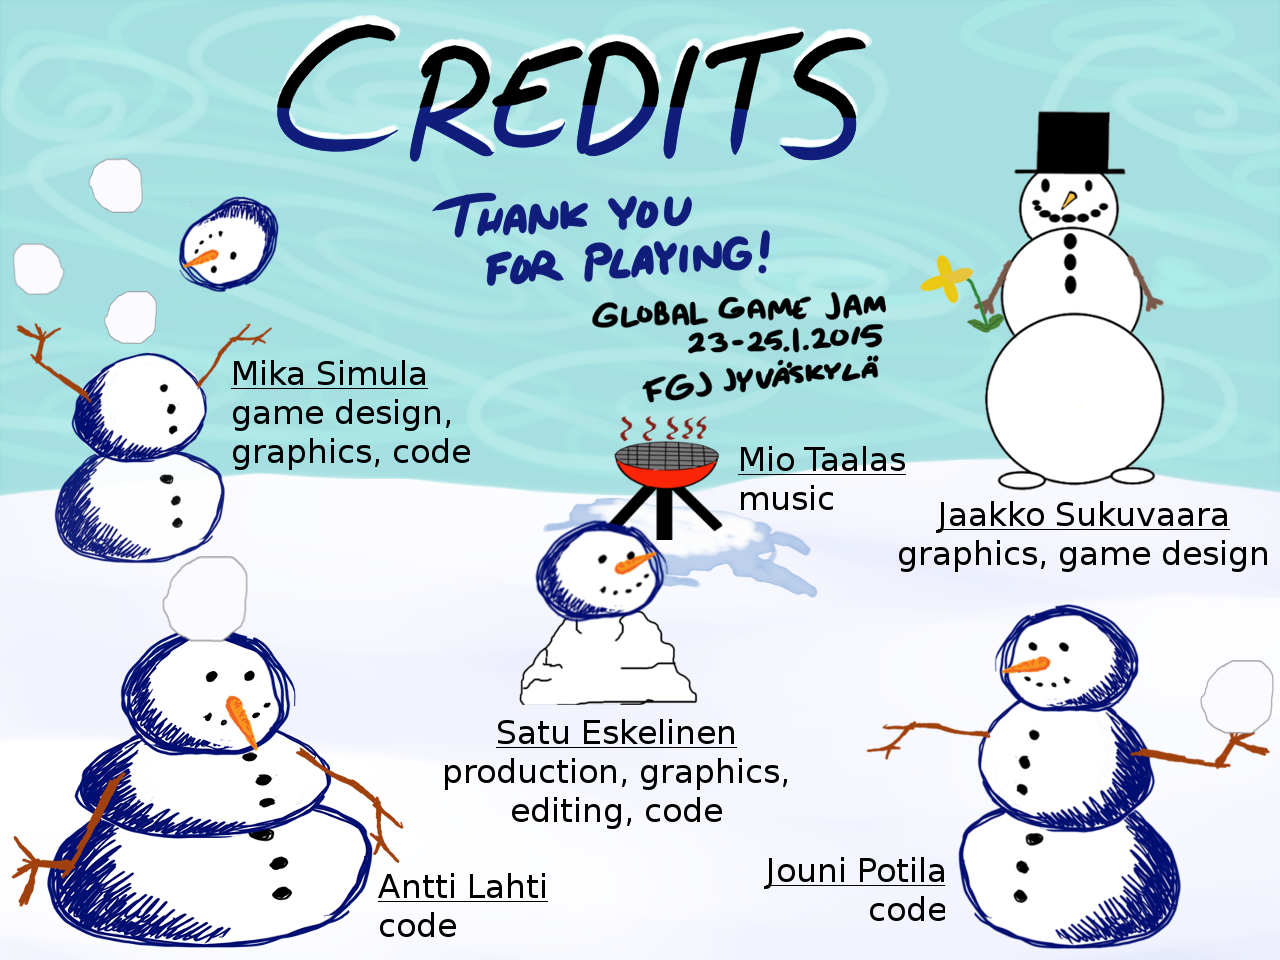 CREDITS
THANK YOU
FOR PLAYING!
GLOBAL GAME JAM
23-25.1.2015
FGJ JYVÄSKYLÄ
Mika Simula
game design,
graphics, code
Mio Taalas
music
Jaakko Sukuvaara
graphics, game design
Satu Eskelinen
production, graphics,
editing, code
Antti Lahti
code
Jouni Potila
code